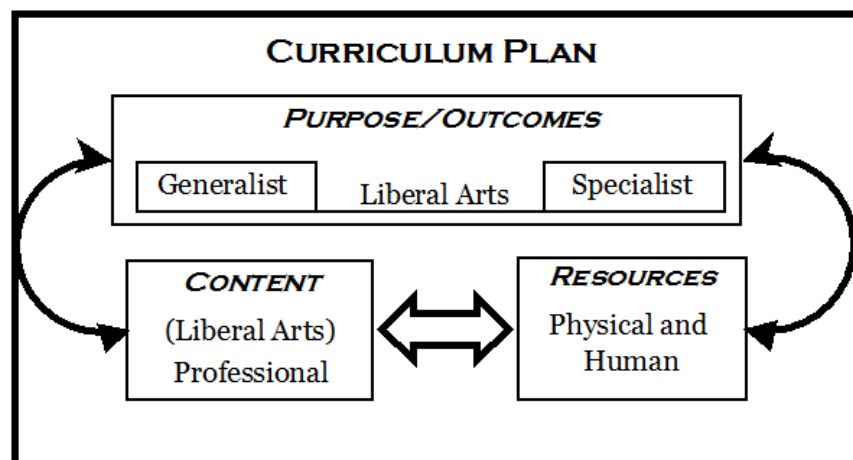 CURRICULUM PLAN
PURPOSE/OUTCOMES
Generalist
Liberal Arts
Specialist
CONTENT
(Liberal Arts)
Professional
RESOURCES
Physical and
Human